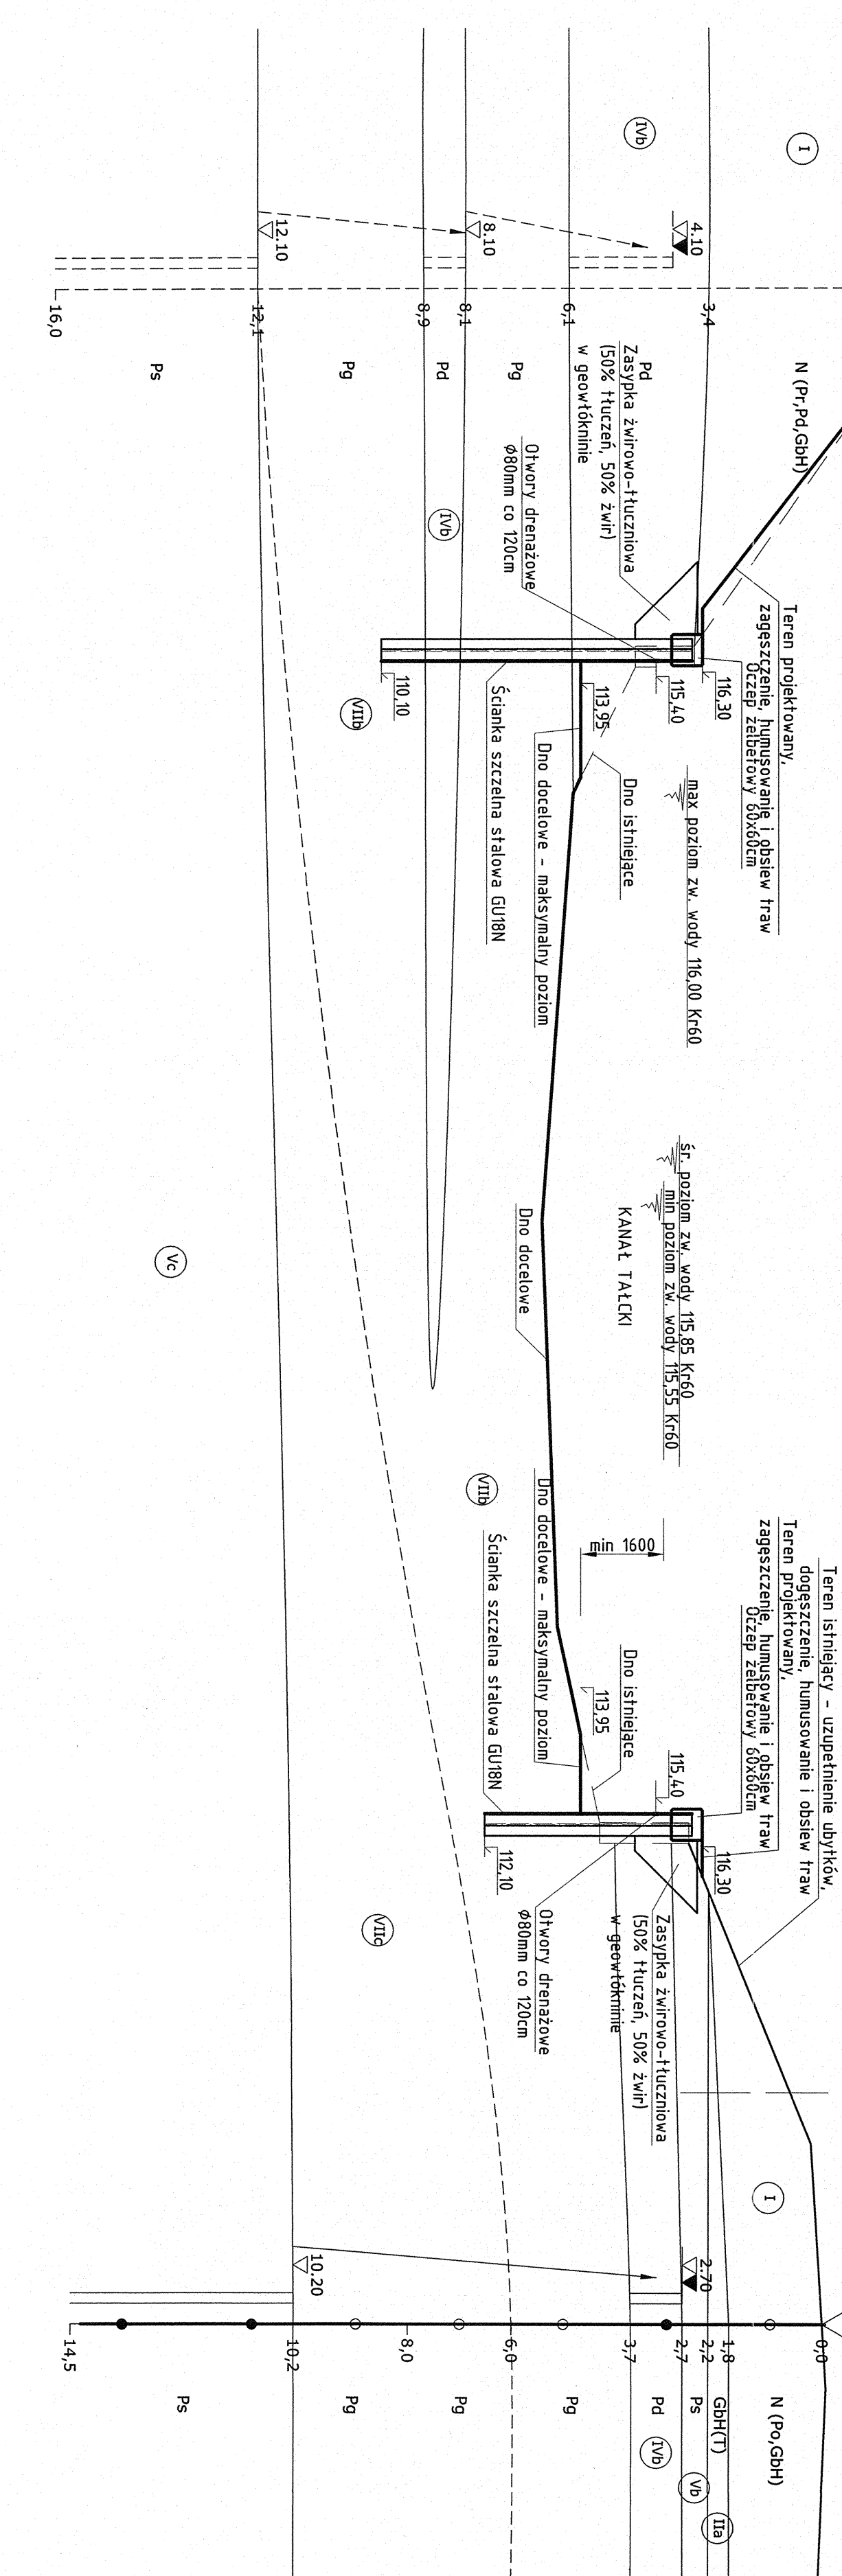 I
IVb
4.10
8.10
12.10
3,4
6,1
8,1
8,9
12,1
16,0
N (Pr,Pd,GbH)
Pd
Pg
Pd
Pg
Ps
Zasypka żwirowo-tłuczniowa
(50% tłuczeń, 50% żwir)
w geowłókninie
Otwory drenażowe
ϕ80mm co 120cm
IVb
Teren projektowany,
zagęszczenie, humusowanie i obsiew traw
Oczep żelbetowy 60x60cm
116,30
115,40
113,95
110,10
VIIb
Ścianka szczelna stalowa GU18N
Dno docelowe - maksymalny poziom
Dno istniejące
max poziom zw. wody 116,00 Kr60
śr. poziom zw. wody 115,85 Kr60
min poziom zw. wody 115,55 Kr60
KANAŁ TAŁCKI
Dno docelowe
Vc
VIIb
min 1600
Teren istniejący - uzupełnienie ubytków,
dogęszczenie, humusowanie i obsiew traw
Teren projektowany,
zagęszczenie, humusowanie i obsiew traw
Oczep żelbetowy 60x60cm
Dno docelowe - maksymalny poziom
Ścianka szczelna stalowa GU18N
Dno istniejące
113,95
115,40
116,30
112,10
Zasypka żwirowo-tłuczniowa
(50% tłuczeń, 50% żwir)
w geowłókninie
Otwory drenażowe
ϕ80mm co 120cm
VIIc
I
2.70
10.20
0,0
1,8
2,2
2,7
3,7
6,0
8,0
10,2
14,5
N (Po,GbH)
GbH(T)
Ps
Pd
Pg
Pg
Pg
Ps
IIa
Vb
IVb